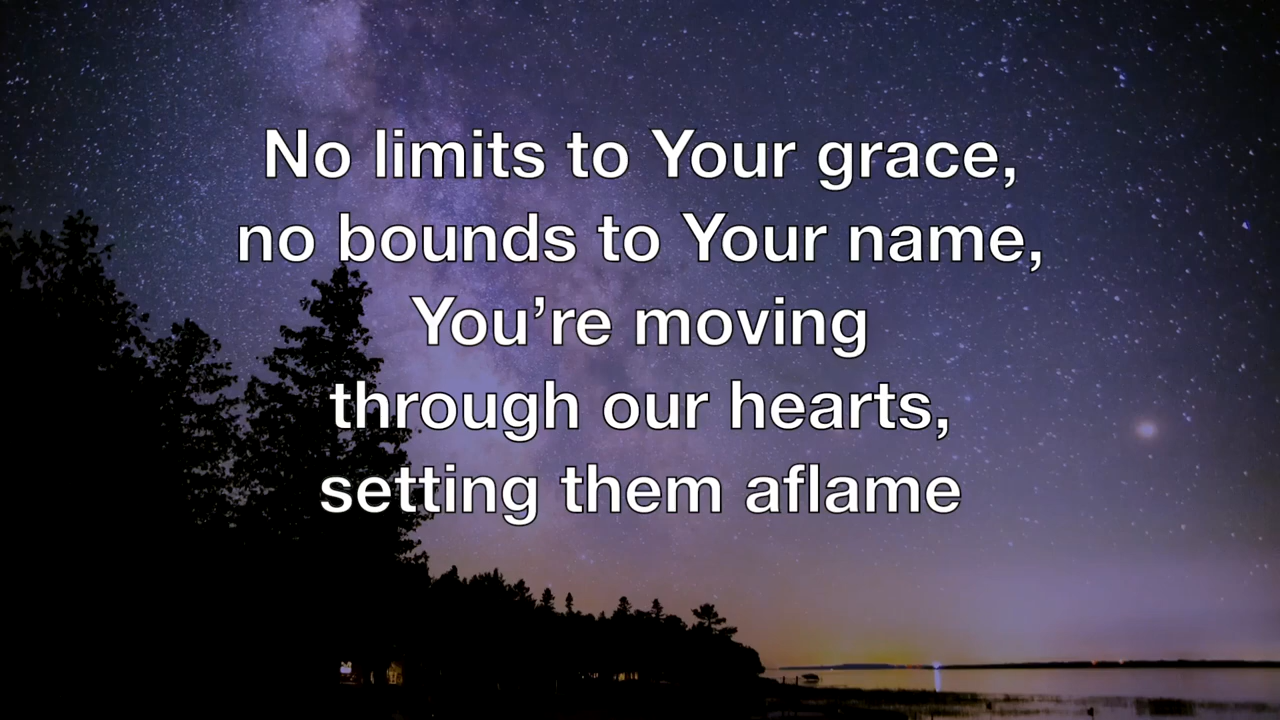 No limits to Your grace,
no bounds to Your name,
You’re moving
through our hearts,
setting them aflame